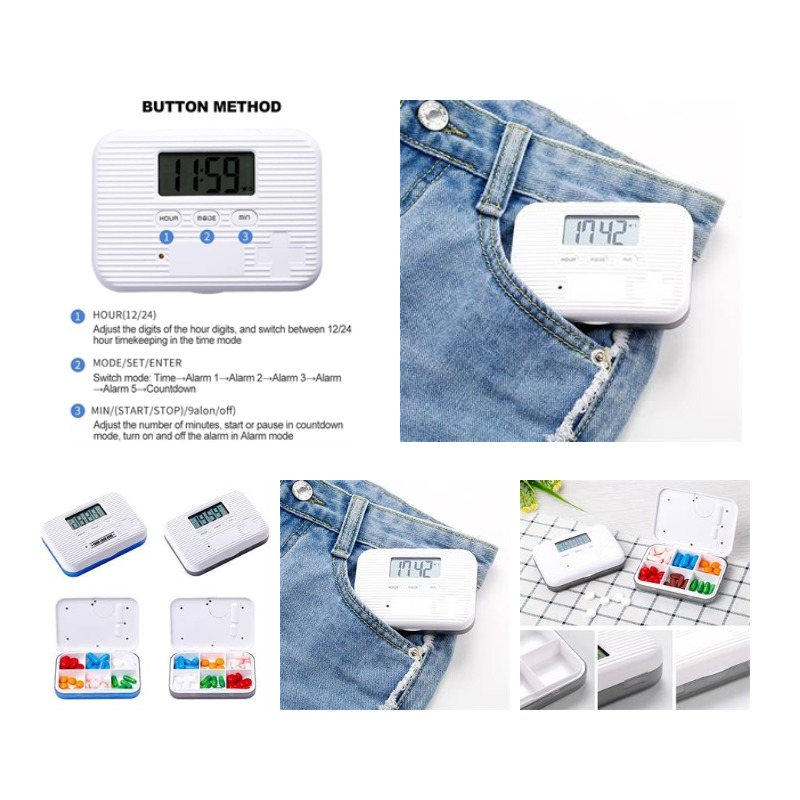 BUTTON METHOD
11:59
HOUR MODE MIN
1 2 3
1 HOUR(12/24)
Adjust the digits of the hour digits, and switch between 12/24
hour timekeeping in the time mode
2 MODE/SET/ENTER
Switch mode: Time→Alarm 1→Alarm 2→Alarm 3→Alarm
→Alarm 5→Countdown
3 MIN/(START/STOP)/9alon/off)
Adjust the number of minutes, start or pause in countdown
mode, turn on and off the alarm in Alarm mode
17:42
HOUR MODE MIN
17:42